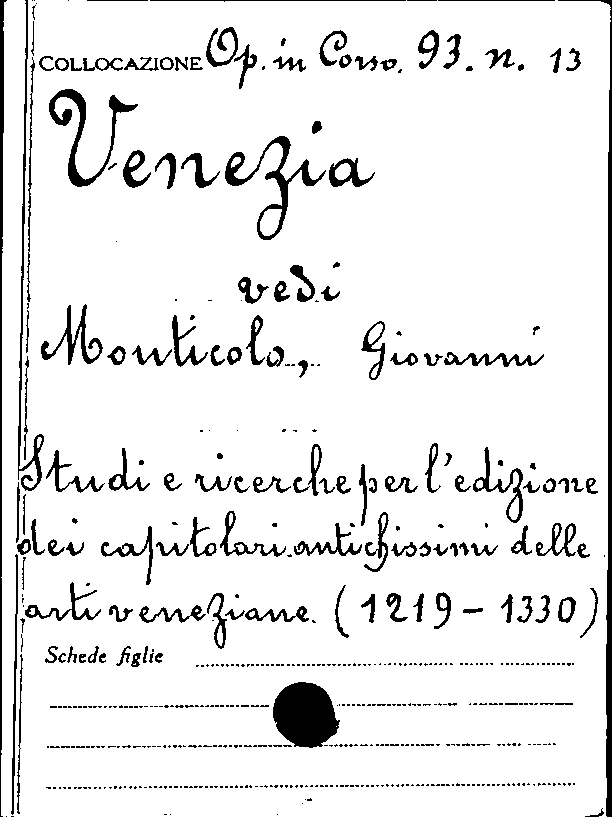 COLLOCAZIONE Op. in Corso. 93. n. 13
Venezia
vedi
Monticolo, Giovanni
Studi e ricerche per l'edizione
dei capitolari antichissimi delle
arti veneziane. (1219 - 1330)
Schede figlie